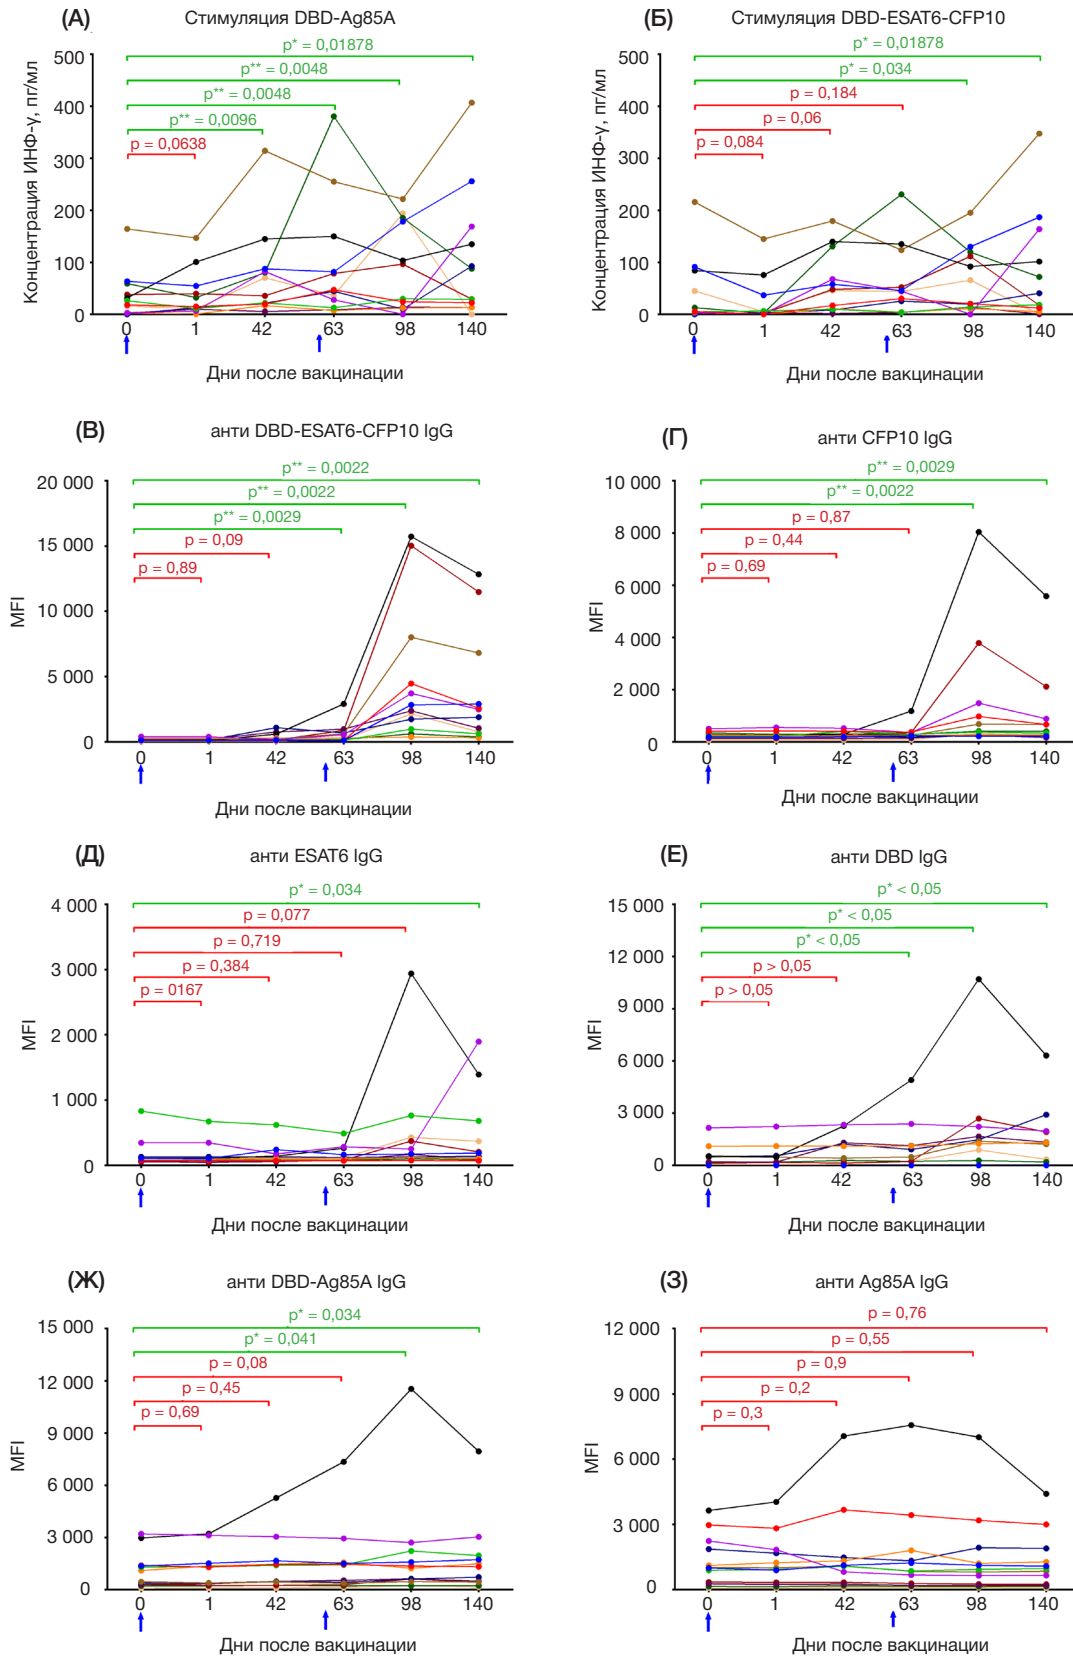 (А)
Стимуляция DBD-Ag85A
p* = 0,01878
p** = 0,0048
p** = 0,0048
p** = 0,0096
p = 0,0638
Концентрация ИНФ-γ, пг/мл
500
400
300
200
100
0
0 1 42 63 98 140
Дни после вакцинации
(Б)
Стимуляция DBD-ESAT6-CFP10
p* = 0,01878
p* = 0,034
p = 0,184
p = 0,06
p = 0,084
Концентрация ИНФ-γ, пг/мл
500
400
300
200
100
0
0 1 42 63 98 140
Дни после вакцинации
(В)
анти DBD-ESAT6-CFP10 IgG
p** = 0,0022
p** = 0,0022
p** = 0,0029
p = 0,09
p = 0,89
MFI
20 000
15 000
10 000
5 000
0
0 1 42 63 98 140
Дни после вакцинации
(Г)
анти CFP10 IgG
p** = 0,0029
p** = 0,0022
p = 0,87
p = 0,44
p = 0,69
MFI
10 000
8 000
6 000
4 000
2 000
0
0 1 42 63 98 140
Дни после вакцинации
(Д)
анти ESAT6 IgG
p* = 0,034
p = 0,077
p = 0,719
p = 0,384
p = 0167
MFI
4 000
3 000
2 000
1 000
0
0 1 42 63 98 140
Дни после вакцинации
(Е)
анти DBD IgG
p* < 0,05
p* < 0,05
p* < 0,05
p > 0,05
p > 0,05
MFI
15 000
12 000
9 000
6 000
3 000
0
0 1 42 63 98 140
Дни после вакцинации
(Ж)
анти DBD-Ag85A IgG
p* = 0,034
p* = 0,041
p = 0,08
p = 0,45
p = 0,69
MFI
15 000
12 000
9 000
6 000
3 000
0
0 1 42 63 98 140
Дни после вакцинации
(З)
анти Ag85A IgG
p = 0,76
p = 0,55
p = 0,9
p = 0,2
p = 0,3
MFI
12 000
9 000
6 000
3 000
0
0 1 42 63 98 140
Дни после вакцинации